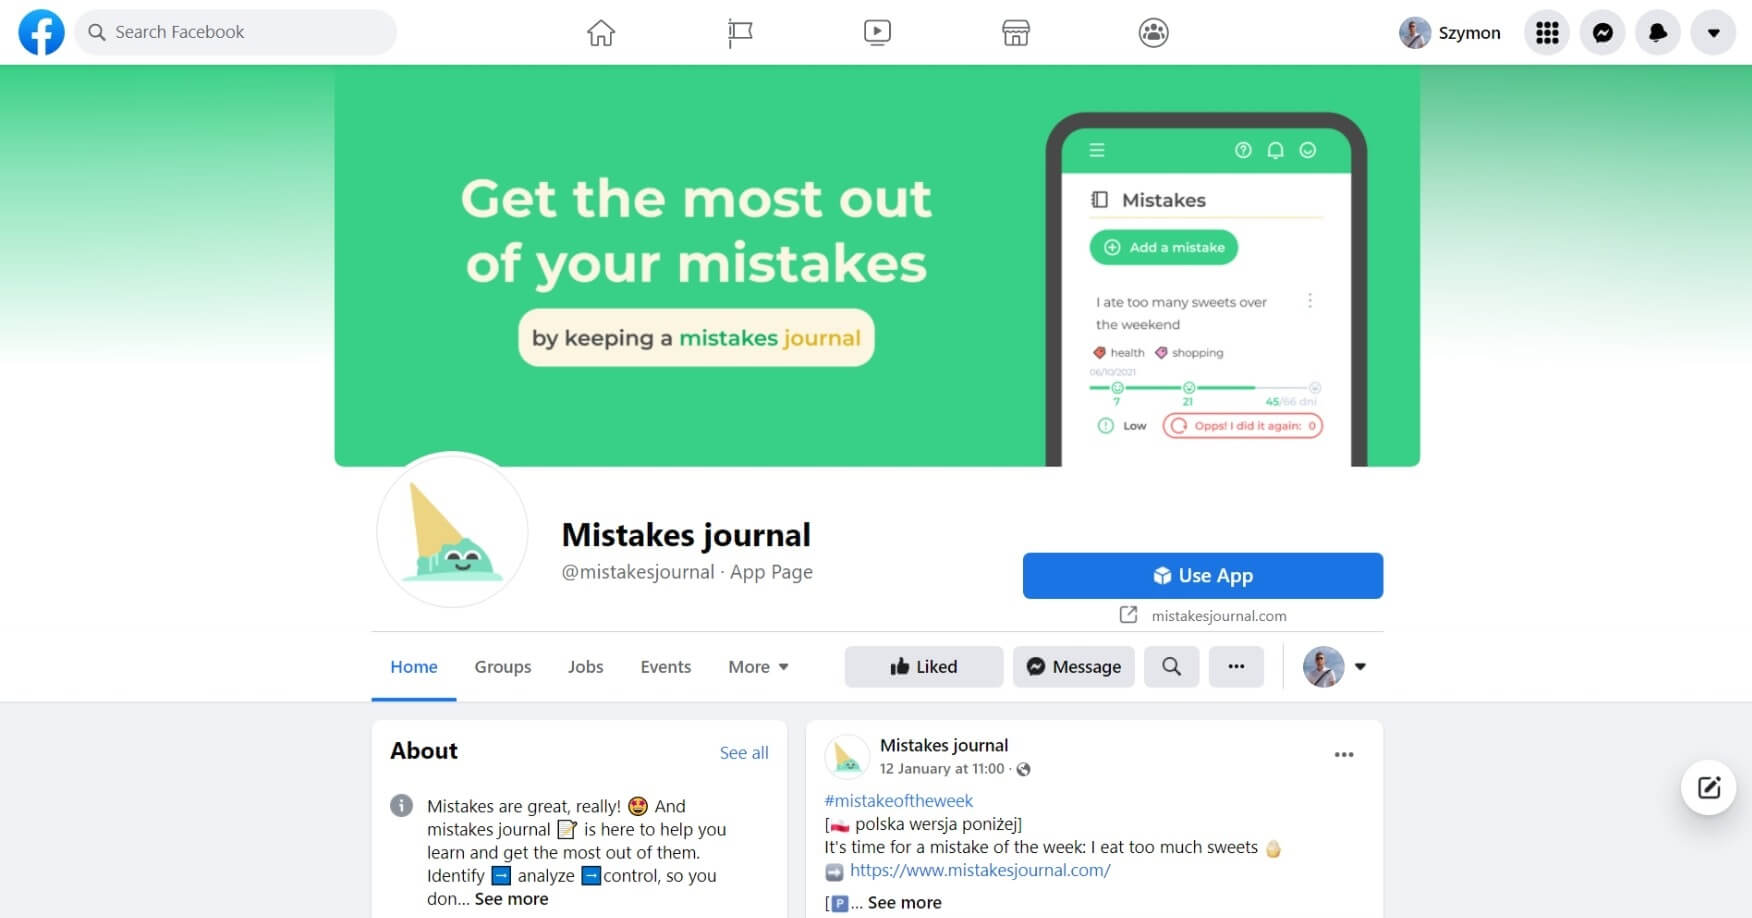 Search Facebook
Szymon
Get the most out
of your mistakes
by keeping a mistakes journal
Mistakes
Add a mistake
I ate too many sweets over
the weekend
health shopping
06/10/2021
7 21 45/66 dni
Low Opps! I did it again: 0
Mistakes journal
@mistakesjournal · App Page
Use App
mistakesjournal.com
Home Groups Jobs Events More
Liked Message
About See all
Mistakes are great, really! 🤩 And
mistakes journal 📝 is here to help you
learn and get the most out of them.
Identify ➡ analyze ➡control, so you
don... See more
Mistakes journal
12 January at 11:00 ·
#mistakeoftheweek
[🇵🇱 polska wersja poniżej]
It's time for a mistake of the week: I eat too much sweets 🥚
➡ https://www.mistakesjournal.com/
[🅿... See more